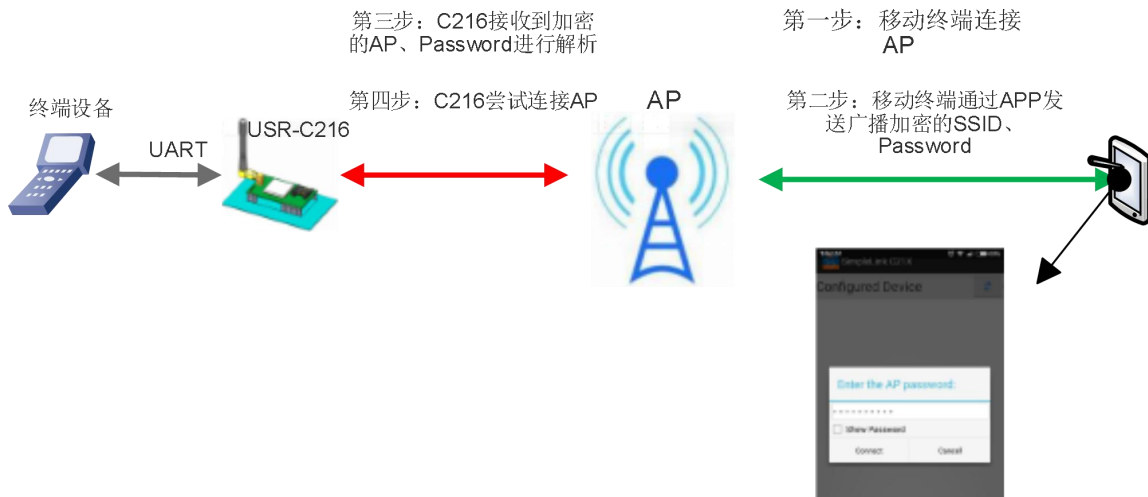 第三步：C216接收到加密
的AP、Password进行解析
第一步：移动终端连接
AP
终端设备
第四步：C216尝试连接AP
AP
第二步：移动终端通过APP发
送广播加密的SSID、
Password
USR-C216
UART
SimpleLink C21X
Configured Device
Enter the AP password:
Show Password
Connect
Cancel